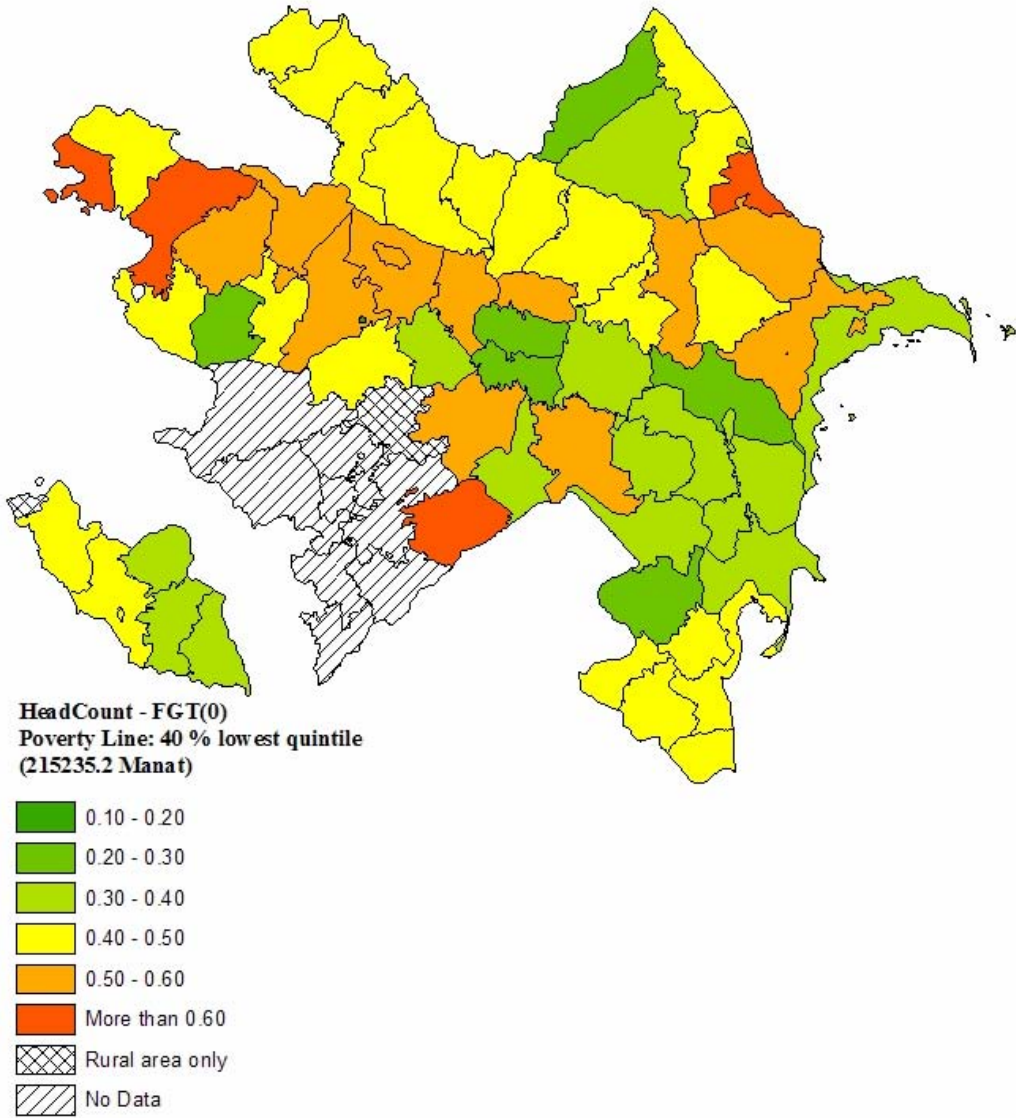 HeadCount - FGT(0)
Poverty Line: 40 % lowest quintile
(215235.2 Manat)
0.10 - 0.20
0.20 - 0.30
0.30 - 0.40
0.40 - 0.50
0.50 - 0.60
More than 0.60
Rural area only
No Data